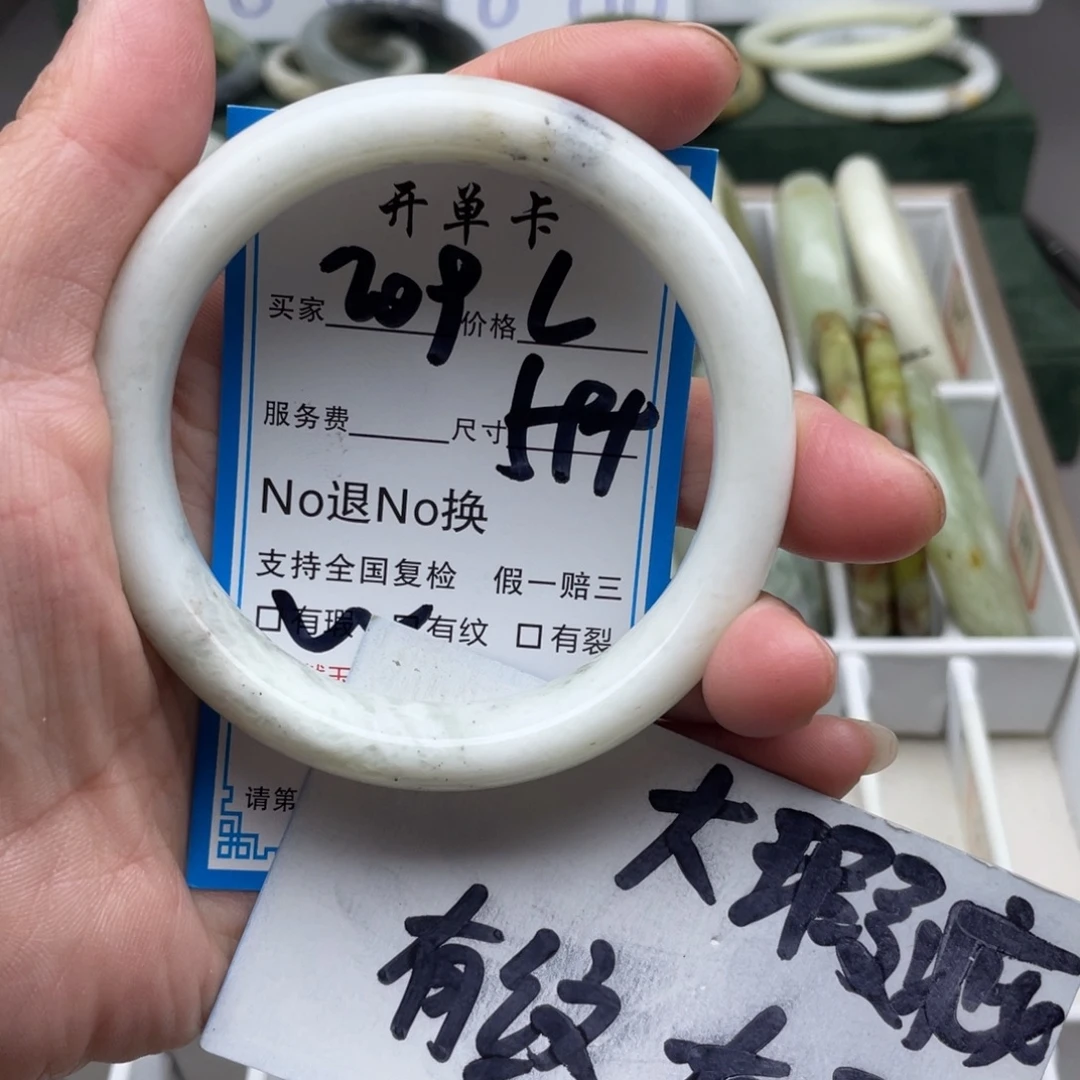 开单卡
买家 209 价格 L
服务费 尺寸 
No退No换
支持全国复检 假一赔三
□有瑕 □有纹 □有裂
请第
大瑕疵
有纹